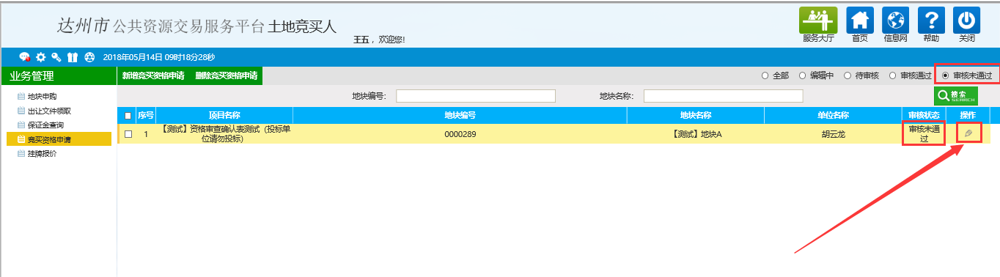 达州市 公共资源交易服务平台 土地竞买人
王五 ，欢迎您!
服务大厅 首页 信息网 帮助 关闭
2018年05月14日 09时18分28秒
业务管理
新增竞买资格申请 删除竞买资格申请
全部 编辑中 待审核 审核通过 审核未通过
地块申购
出让文件领取
保证金查询
竞买资格申请
挂牌报价
地块编号： 地块名称： 搜索
SEARCH
序号 项目名称 地块编号 地块名称 单位名称 审核状态 操作
1 【测试】资格审查确认表测试（投标单 0000289 【测试】地块A 胡云龙 审核未通
位请勿投标） 过